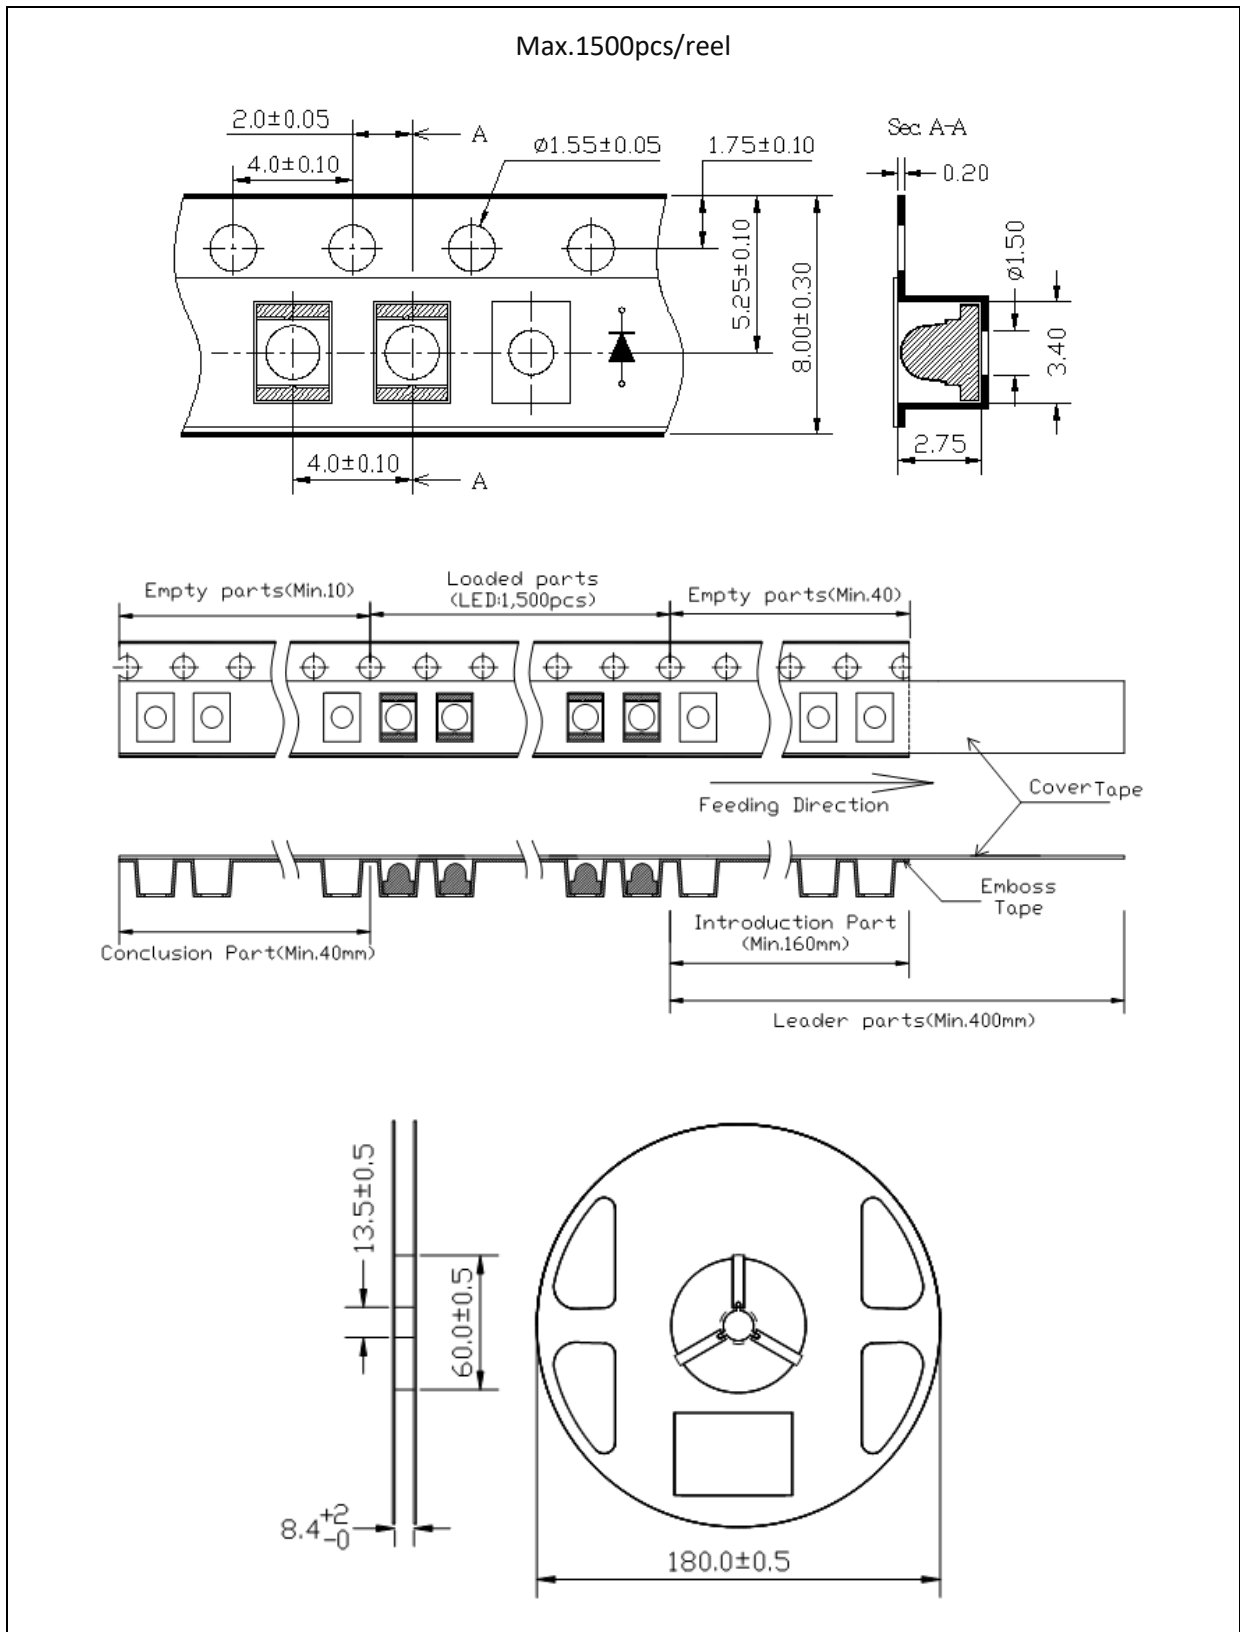 Max.1500pcs/reel
2.0±0.05
A
4.0±0.10
ø1.55±0.05
1.75±0.10
5.25±0.10
8.00±0.30
4.0±0.10
A
Sec. A-A
0.20
ø1.50
3.40
2.75
Empty parts(Min.10)
Loaded parts
(LED:1,500pcs)
Empty parts(Min.40)
Feeding Direction
CoverTape
Emboss
Tape
Conclusion Part(Min.40mm)
Introduction Part
(Min.160mm)
Leader parts(Min.400mm)
13.5±0.5
60.0±0.5
8.4+2
-0
180.0±0.5